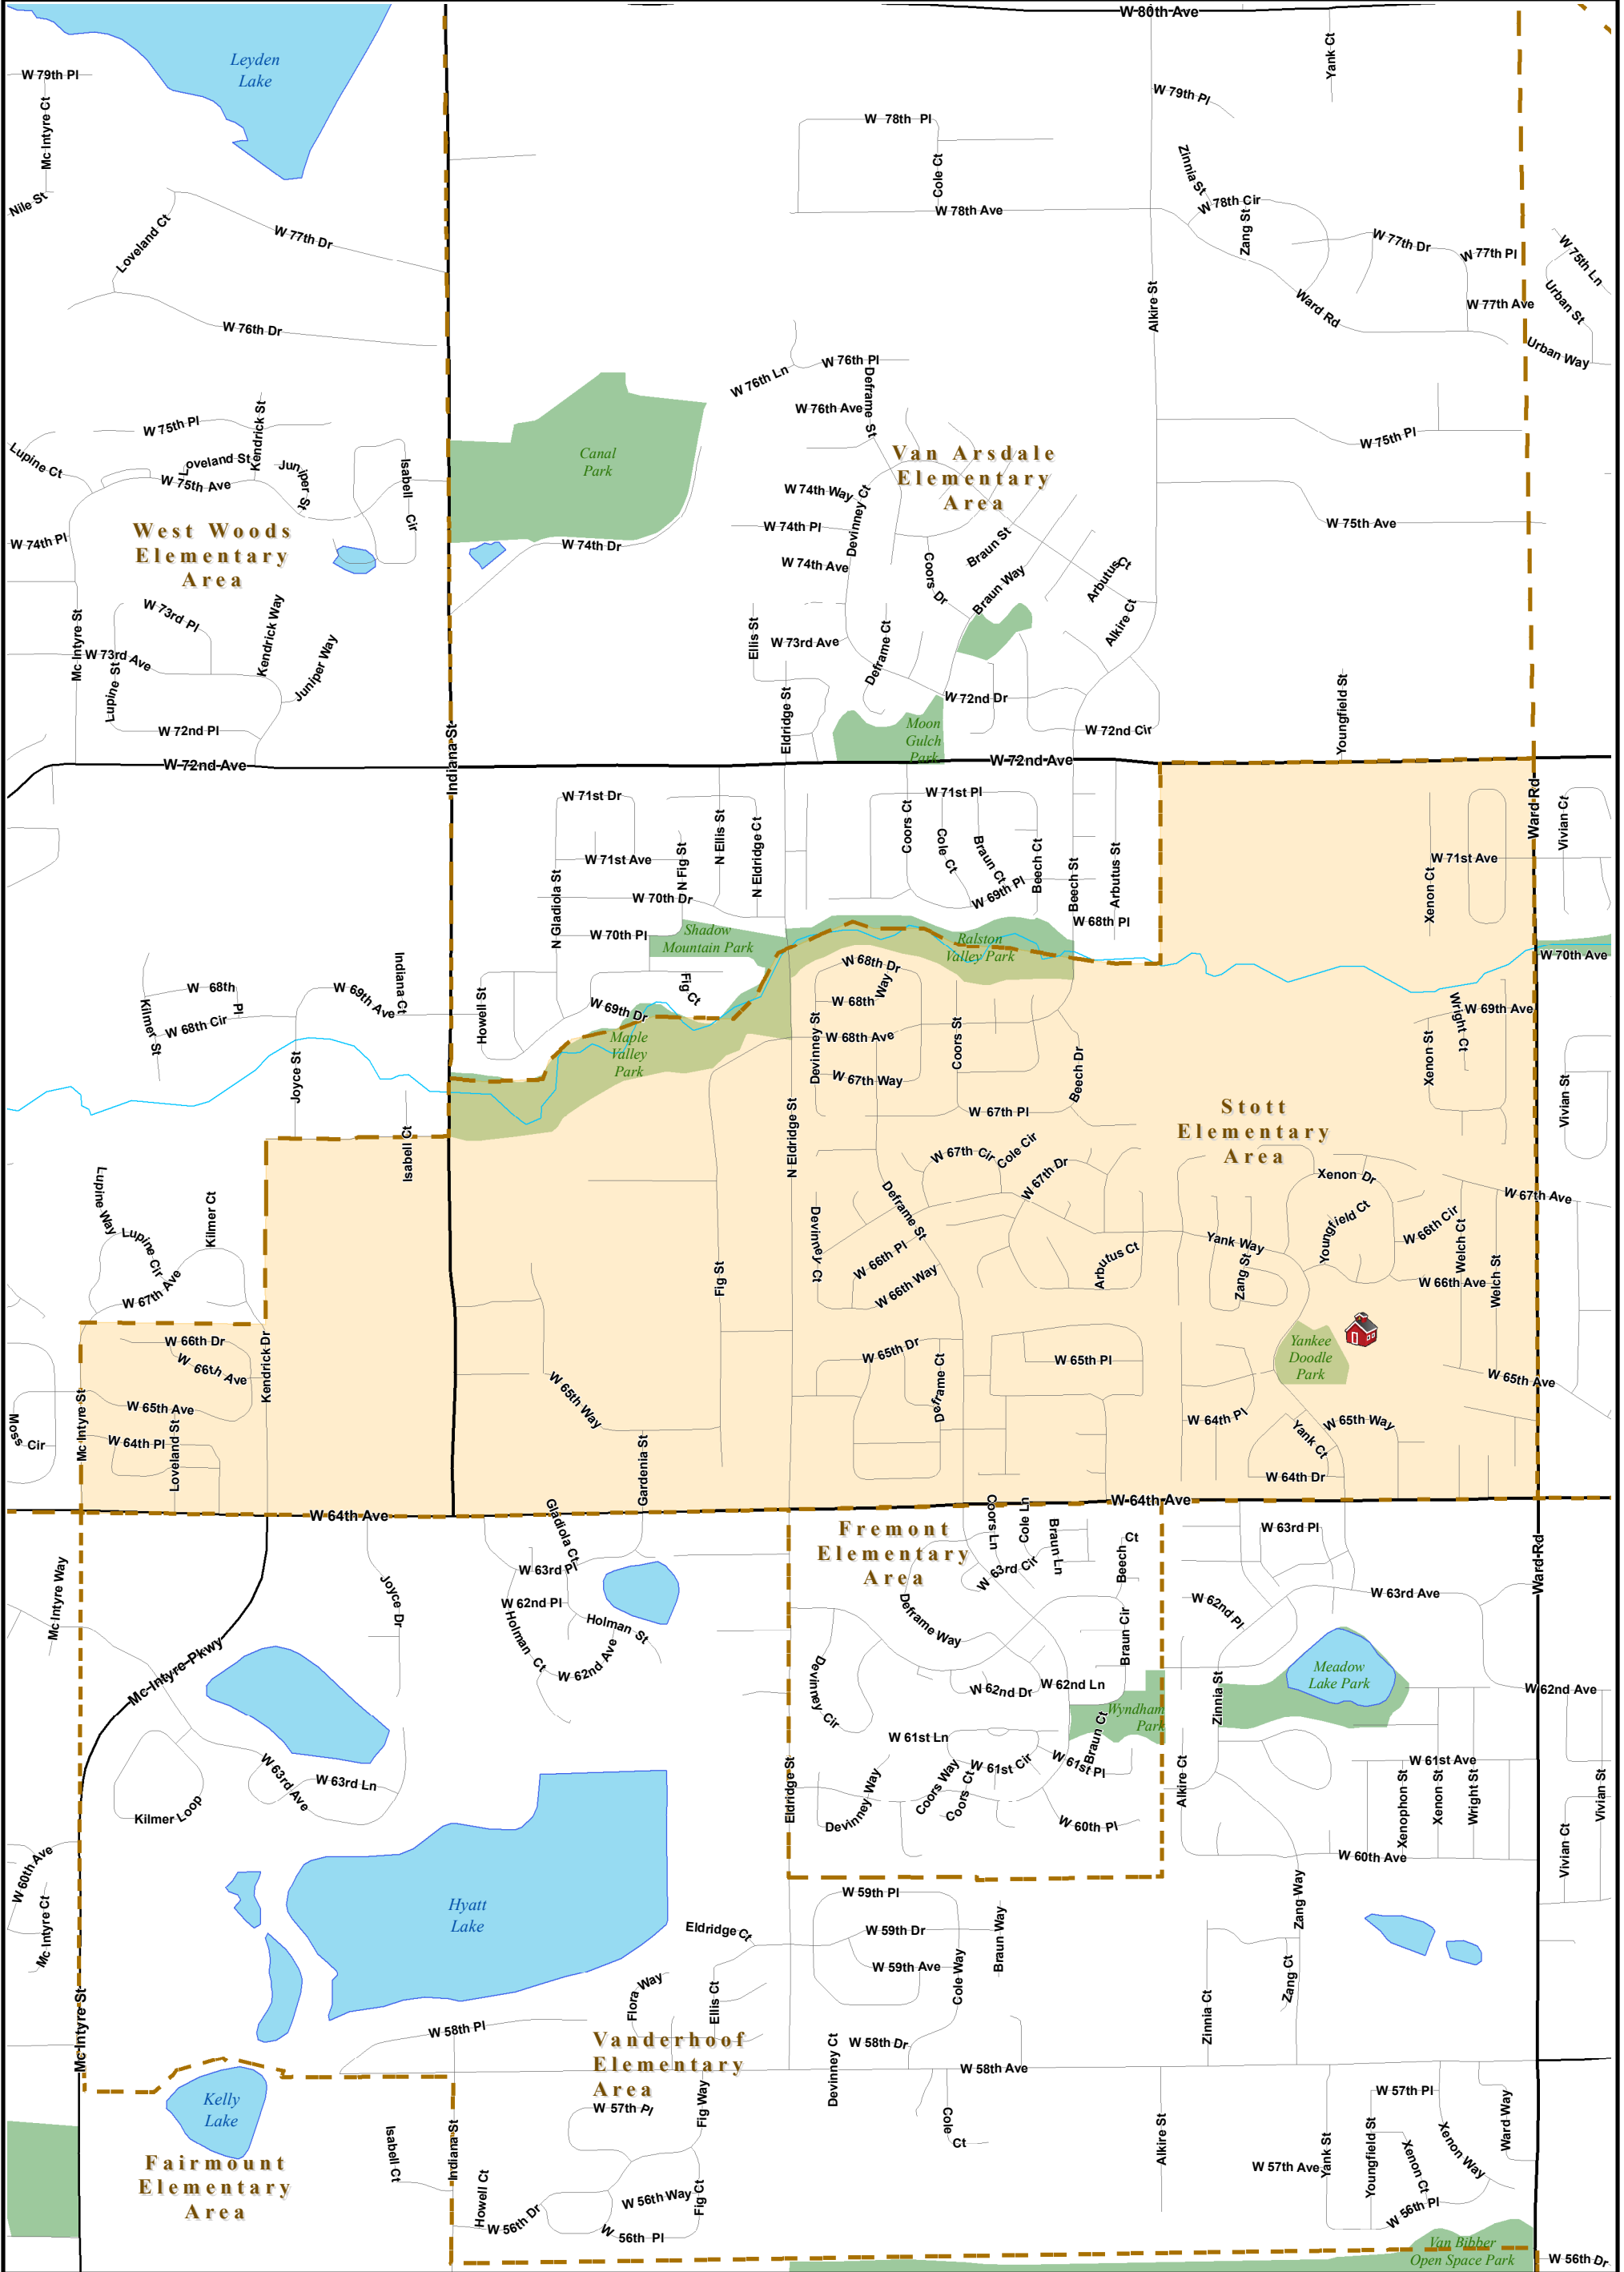 W 80th Ave
Leyden
Lake
W 79th Pl
Mc Intyre Ct
Nile St
Loveland Ct
W 77th Dr
W 76th Dr
Yank Ct
W 79th Pl
W 78th Pl
Cole Ct
W 78th Ave
Zinnia St
W 78th Cir
Zang St
W 77th Dr
W 77th Pl
W 77th Ave
W 75th Ln
Urban St
Urban Way
Ward Rd
Alkire St
W 76th Ln
W 76th Pl
Deframe St
W 76th Ave
W 75th Pl
Kendrick St
Lupine Ct
Loveland St
Juniper St
W 75th Ave
Isabell Cir
W 74th Pl
West Woods
Elementary
Area
Canal
Park
W 74th Dr
Van Arsdale
Elementary
Area
W 74th Way
Devinney Ct
W 74th Pl
W 74th Ave
Coors Dr
Braun St
Braun Way
Arbutus Ct
Alkire Ct
W 75th Pl
W 75th Ave
W 73rd Pl
Kendrick Way
Juniper Way
Mc Intyre St
W 73rd Ave
Lupine St
W 72nd Pl
Ellis St
W 73rd Ave
Deframe Ct
Eldridge St
W 72nd Dr
W 72nd Cir
Moon
Gulch
Park
Youngfield St
Indiana St
W 72nd Ave
W 72nd Ave
Ward Rd
Vivian Ct
W 71st Dr
W 71st Ave
N Fig St
N Ellis St
N Eldridge Ct
W 70th Dr
N Gladiola St
W 70th Pl
W 71st Pl
Coors Ct
Cole Ct
Braun Ct
Beech Ct
W 69th Pl
Beech St
Arbutus St
W 68th Pl
Xenon Ct
W 71st Ave
Shadow
Mountain Park
Ralston
Valley Park
W 70th Ave
W 68th Pl
Kilmer St
W 68th Cir
W 69th Ave
Indiana Ct
Howell St
W 69th Dr
Fig Ct
Joyce St
Isabell Ct
Maple
Valley
Park
W 68th Dr
W 68th Way
Devinney St
W 68th Ave
W 67th Way
Coors St
W 67th Pl
Beech Dr
N Eldridge St
Xenon St
Wright Ct
W 69th Ave
Vivian St
Stott
Elementary
Area
W 67th Cir
Cole Cir
W 67th Dr
Xenon Dr
W 67th Ave
Lupine Way
Lupine Cir
Kilmer Ct
W 67th Ave
Deframe St
Devinney Ct
W 66th Pl
W 66th Way
Arbutus Ct
Yank Way
Zang St
Youngfield Ct
W 66th Cir
Welch Ct
W 66th Ave
Welch St
Fig St
W 66th Dr
W 66th Ave
Kendrick Dr
W 65th Ave
Mc Intyre St
W 64th Pl
Loveland St
Moss Cir
W 65th Way
Gardenia St
W 65th Dr
Deframe Ct
W 65th Pl
Yankee
Doodle
Park
W 65th Ave
W 64th Pl
W 65th Way
Yank Ct
W 64th Dr
W 64th Ave
W 64th Ave
Gladiola Ct
W 63rd Pl
W 62nd Pl
Holman Ct
Holman St
W 62nd Ave
Joyce Dr
Mc Intyre Way
Mc Intyre Pkwy
Fremont
Elementary
Area
Coors Ln
Cole Ln
Braun Ln
W 63rd Cir
Beech Ct
Deframe Way
Braun Cir
W 62nd Ln
W 62nd Dr
Devinney Cir
Wyndham
Park
W 63rd Pl
W 63rd Ave
Ward Rd
W 62nd Pl
Meadow
Lake Park
Zinnia St
W 62nd Ave
W 61st Ln
W 61st Cir
Braun Ct
W 61st Pl
Coors Way
Coors Ct
Devinney Way
W 60th Pl
Eldridge St
Alkire Ct
W 61st Ave
Xenophon St
Xenon St
Wright St
W 60th Ave
Vivian St
Vivian Ct
W 63rd Ave
W 63rd Ln
Kilmer Loop
W 60th Ave
Mc Intyre Ct
Mc Intyre St
Hyatt
Lake
Eldridge Ct
W 59th Pl
W 59th Dr
W 59th Ave
Cole Way
Braun Way
Zang Way
Zang Ct
Zinnia Ct
Flora Way
Ellis Ct
W 58th Pl
Vanderhoof
Elementary
Area
Devinney Ct
W 58th Dr
W 58th Ave
Kelly
Lake
Fairmount
Elementary
Area
Isabell Ct
Indiana St
Howell Ct
W 57th Pl
Fig Way
W 56th Dr
W 56th Way
Fig Ct
W 56th Pl
Cole Ct
Alkire St
W 57th Ave
Yank St
Youngfield St
W 57th Pl
Xenon Ct
Xenon Way
Ward Way
W 56th Pl
Van Bibber
Open Space Park
W 56th Dr